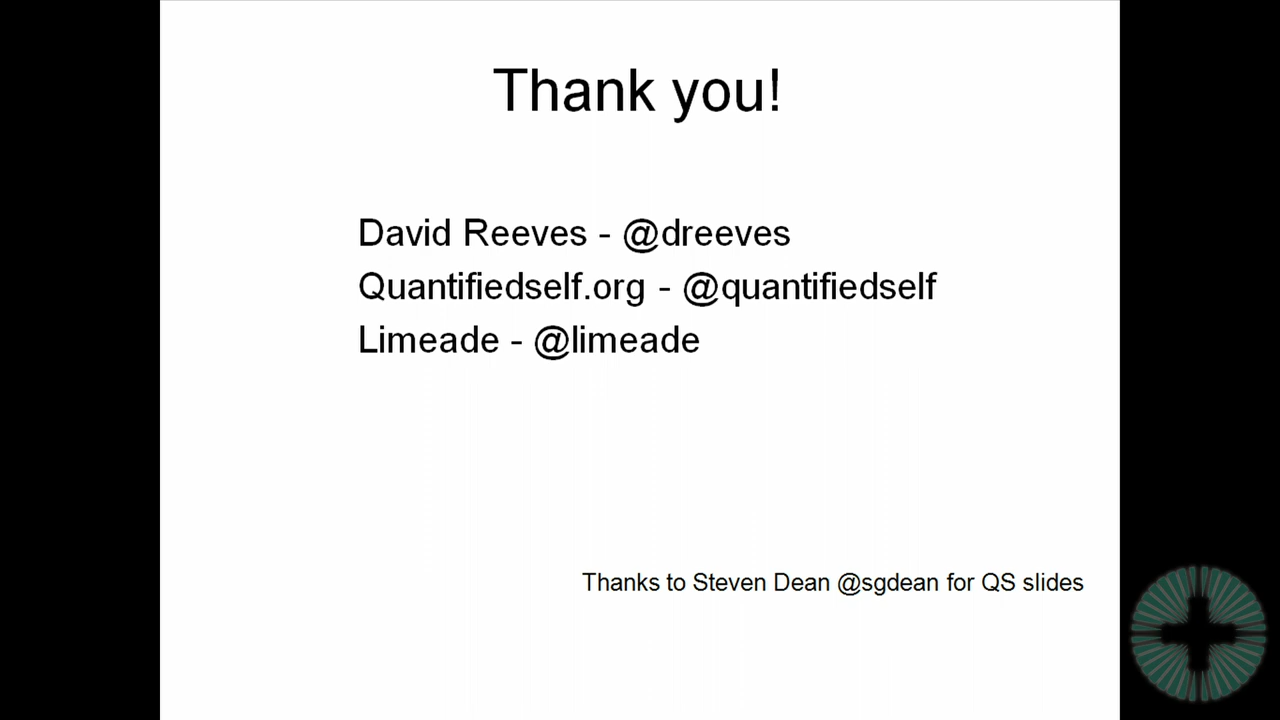 Thank you!
David Reeves - @dreeves
Quantifiedself.org - @quantifiedself
Limeade - @limeade
Thanks to Steven Dean @sgdean for QS slides